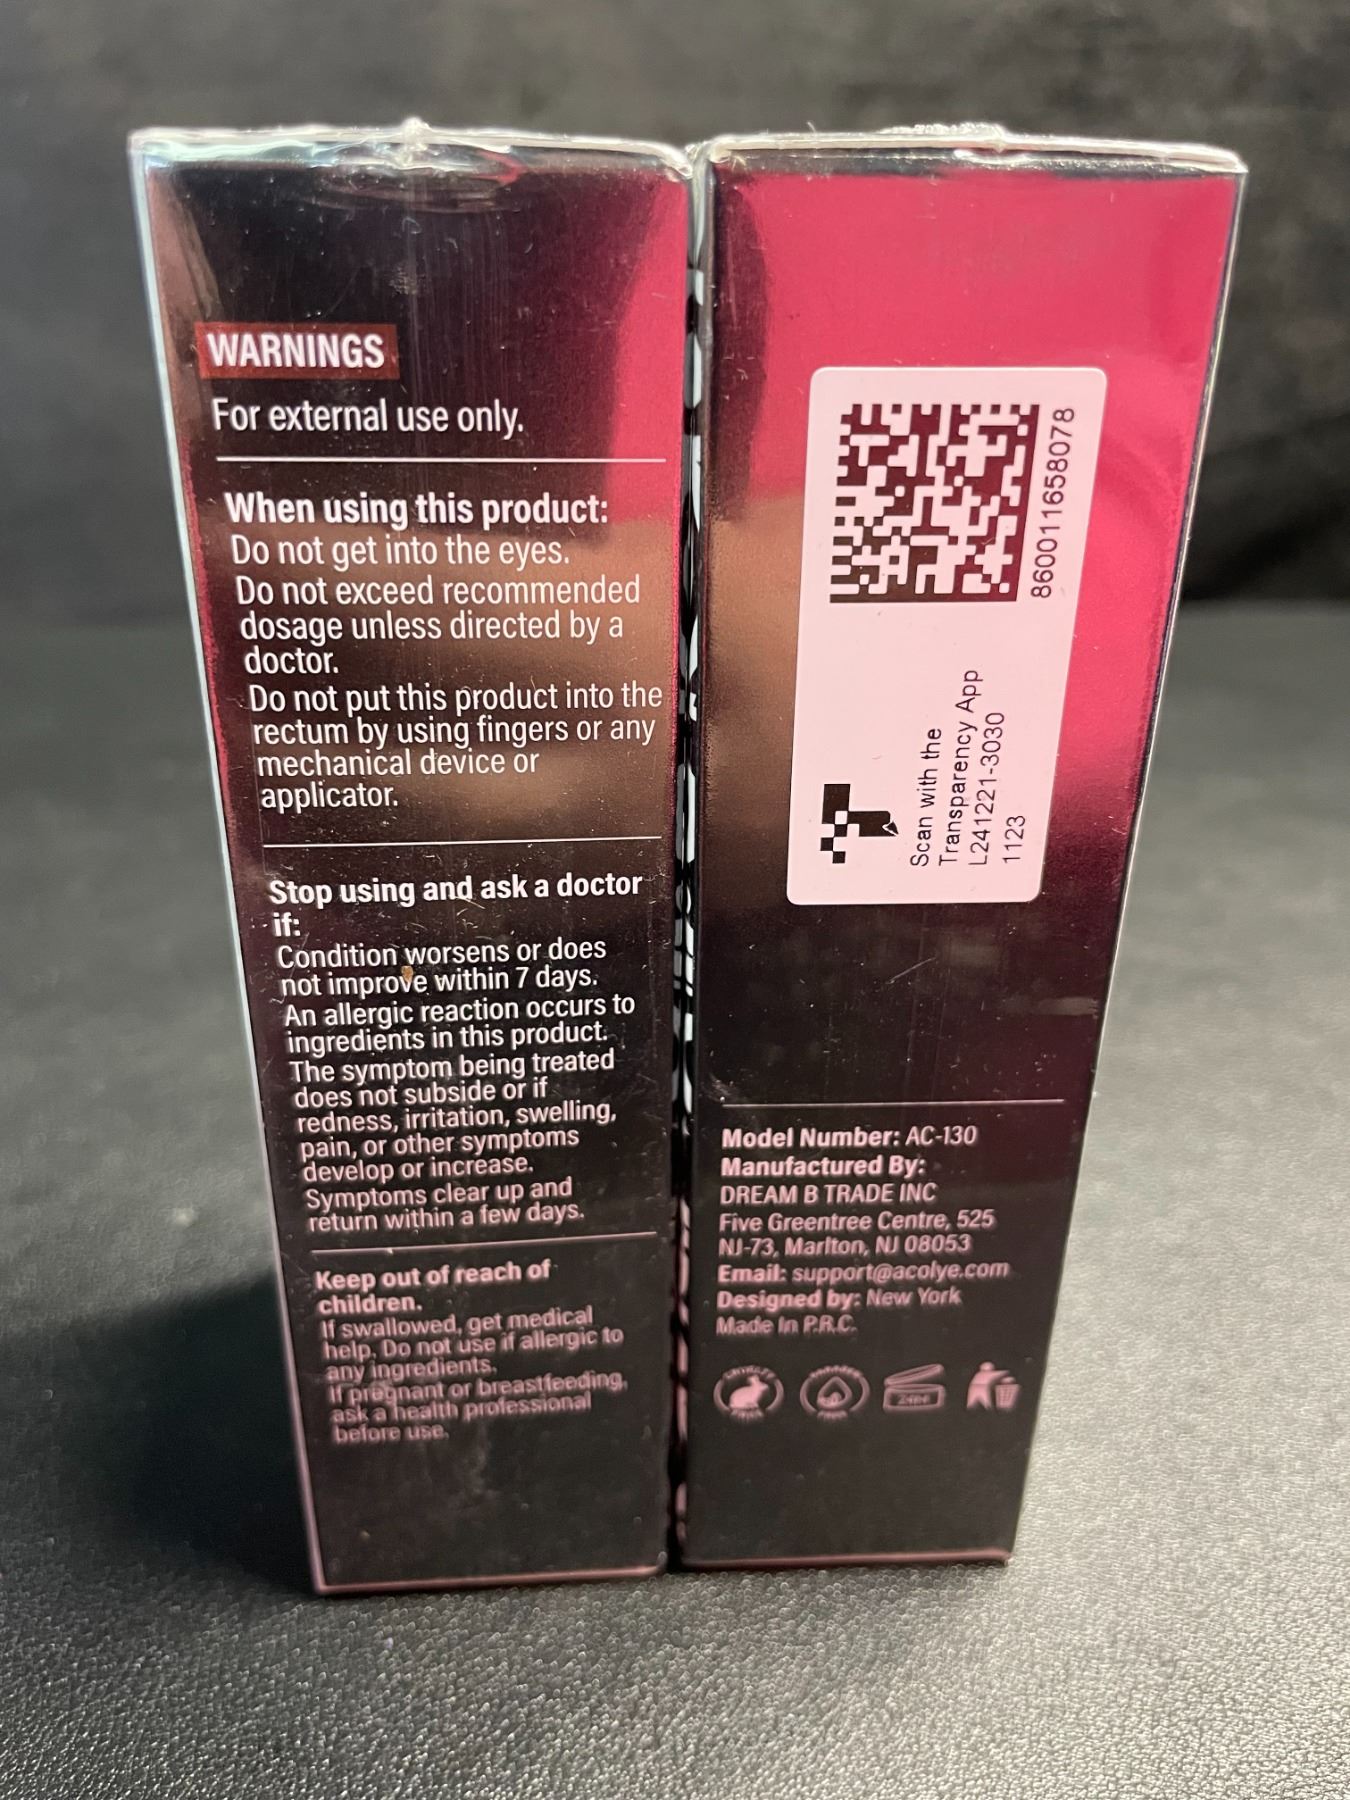 WARNINGS
For external use only.
When using this product:
Do not get into the eyes.
Do not exceed recommended
dosage unless directed by a
doctor.
Do not put this product into the
rectum by using fingers or any
mechanical device or
applicator.
Stop using and ask a doctor
if:
Condition worsens or does
not improve within 7 days.
An allergic reaction occurs to
ingredients in this product.
The symptom being treated
does not subside or if
redness, irritation, swelling,
pain, or other symptoms
develop or increase.
Symptoms clear up and
return within a few days.
Keep out of reach of
children.
If swallowed, get medical
help. Do not use if allergic to
any ingredients.
If pregnant or breastfeeding,
ask a health professional
before use.
860011658078
Scan with the
Transparency App
L241221-3030
1123
Model Number: AC-130
Manufactured By:
DREAM B TRADE INC
Five Greentree Centre, 525
NJ-73, Marlton, NJ 08053
Email: support@acolye.com
Designed by: New York
Made In P.R.C.